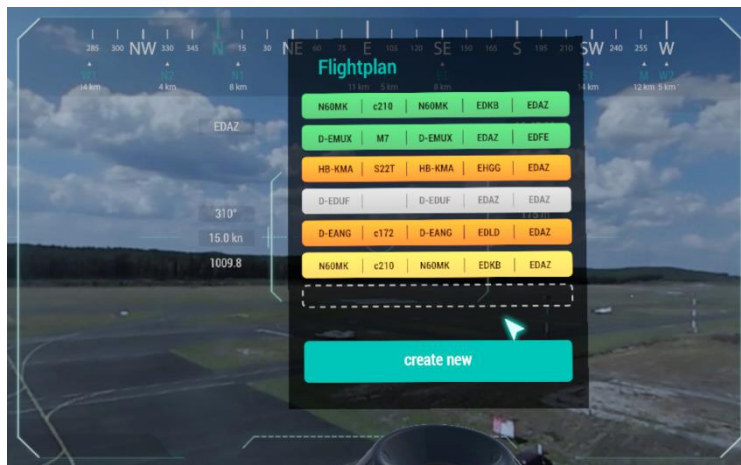 285 300 NW 330 345 N 15 30 NE 60 75 E 105 120 SE 150 165 S 195 210 SW 240 255 W
N2 N1 S1 M W2
14 km 4 km 8 km 11 km 5 km 8 km 14 km 12 km 5 km
Flightplan
N60MK c210 N60MK EDKB EDAZ
EDAZ
D-EMUX M7 D-EMUX EDAZ EDFE
HB-KMA S22T HB-KMA EHGG EDAZ
D-EDUF D-EDUF EDAZ EDAZ
310°
15.0 kn
D-EANG c172 D-EANG EDLD EDAZ
1009.8
N60MK c210 N60MK EDKB EDAZ
create new